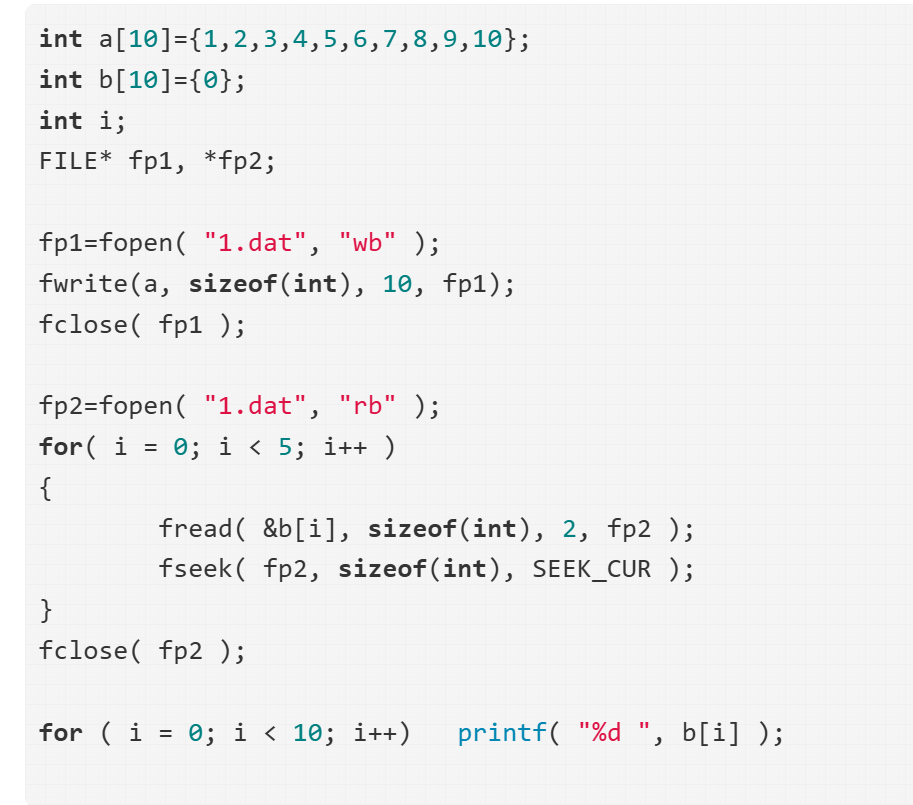 int a[10]={1,2,3,4,5,6,7,8,9,10};
int b[10]={0};
int i;
FILE* fp1, *fp2;
fp1=fopen( "1.dat", "wb" );
fwrite(a, sizeof(int), 10, fp1);
fclose( fp1 );
fp2=fopen( "1.dat", "rb" );
for( i = 0; i < 5; i++ )
{
fread( &b[i], sizeof(int), 2, fp2 );
fseek( fp2, sizeof(int), SEEK_CUR );
}
fclose( fp2 );
for ( i = 0; i < 10; i++) printf( "%d ", b[i] );